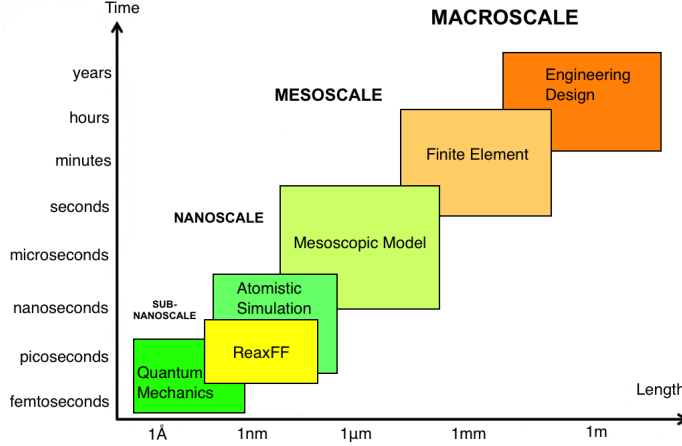 Time
MACROSCALE
years
Engineering
Design
MESOSCALE
hours
Finite Element
minutes
seconds
NANOSCALE
Mesoscopic Model
microseconds
Atomistic
Simulation
nanoseconds
SUB-
NANOSCALE
ReaxFF
picoseconds
Quantum
Mechanics
femtoseconds
Length
1Å
1nm
1µm
1mm
1m